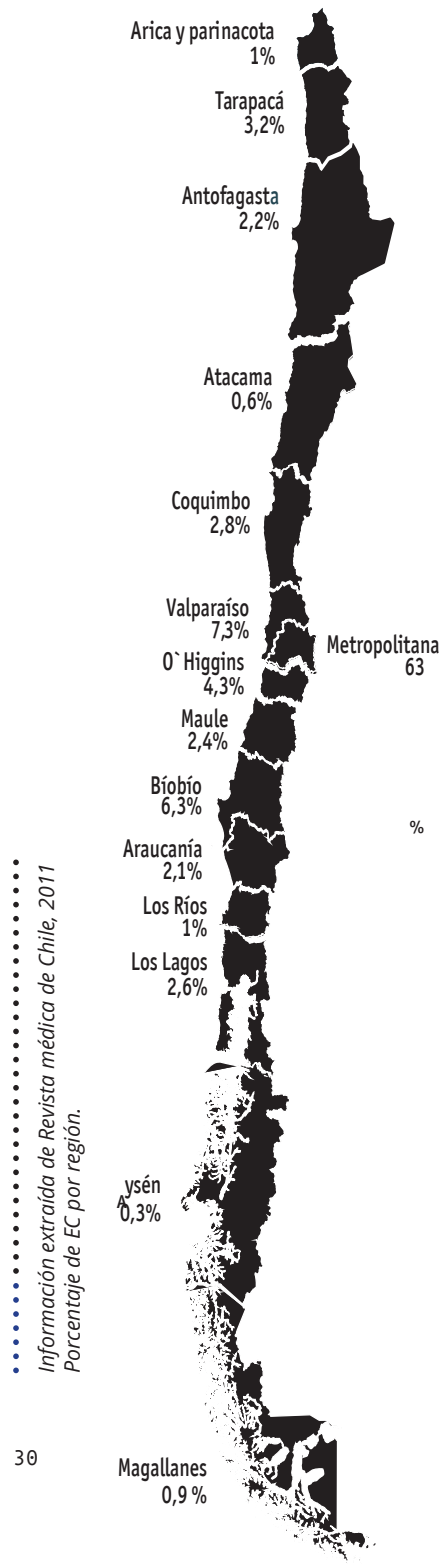 Arica y parinacota
1%
Tarapacá
3,2%
Antofagasta
2,2%
Atacama
0,6%
Coquimbo
2,8%
Valparaíso
7,3%
Metropolitana
63
O`Higgins
4,3%
Maule
2,4%
Bíobío
6,3%
%
Araucanía
2,1%
Los Ríos
1%
Los Lagos
2,6%
Aysén
0,3%
Información extraída de Revista médica de Chile, 2011
Porcentaje de EC por región.
30
Magallanes
0,9 %